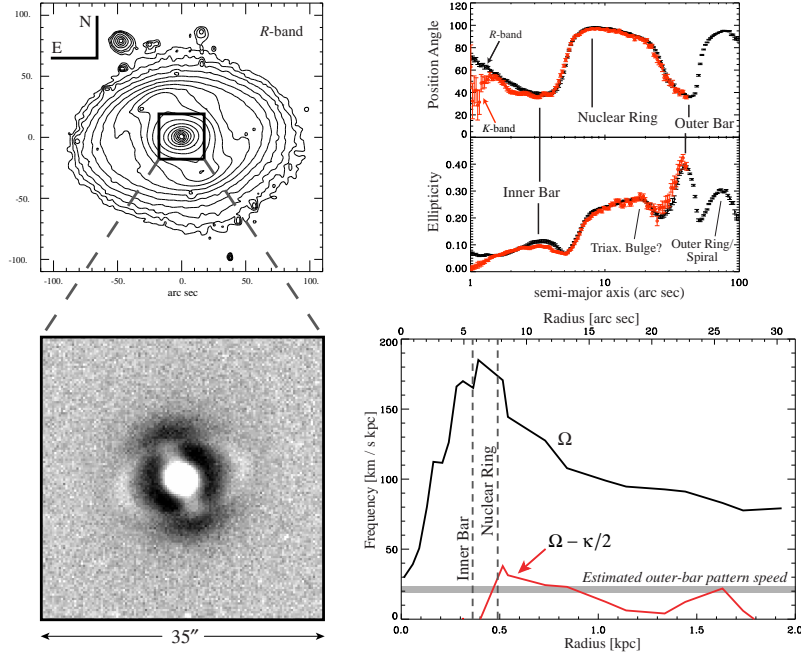 N
E
R-band
100.
50.
0.
-50.
-100.
-100.
-50.
0.
50.
100.
arc sec
35″
Position Angle
100
80
60
40
20
0
R-band
K-band
Nuclear Ring
Outer Bar
Ellipticity
0.40
0.30
0.20
0.10
0.00
Inner Bar
Triax. Bulge?
Outer Ring/
Spiral
1
10
100
semi-major axis (arc sec)
Radius [arc sec]
0
5
10
15
20
25
30
Frequency [km / s kpc]
200
150
100
50
0
Inner Bar
Nuclear Ring
Ω
Ω − κ/2
Estimated outer-bar pattern speed
0.0
0.5
1.0
1.5
2.0
Radius [kpc]